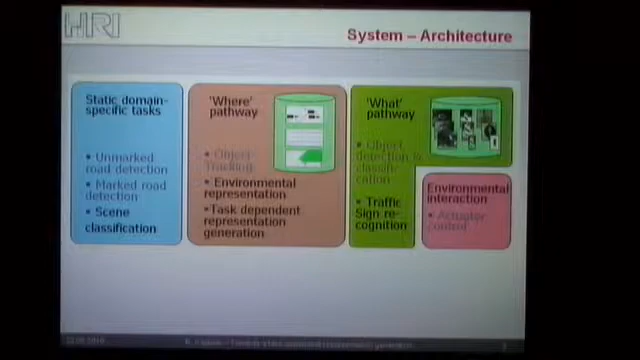 HRI
System – Architecture
Static domain-
specific tasks
▪ Unmarked
road detection
▪ Marked road
detection
▪ Scene
classification
'Where'
pathway
▪ Object
Tracking
▪ Environmental
representation
▪ Task dependent
representation
generation
'What'
pathway
▪ Object
detection
classifi-
cation
▪ Traffic
Sign re-
cognition
Environmental
interaction
▪ Actuator
control